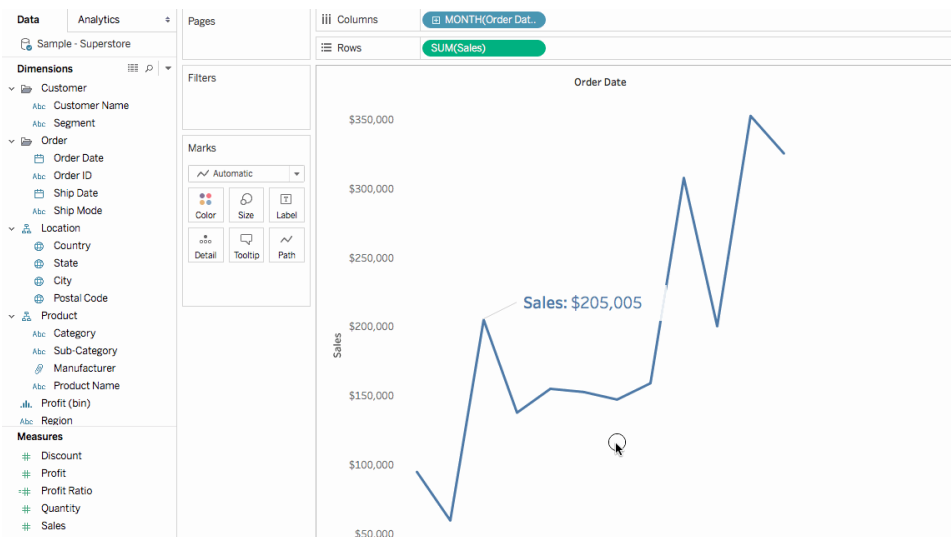 Data
Analytics
Sample - Superstore
Dimensions
Customer
Abc Customer Name
Abc Segment
Order
Order Date
Abc Order ID
Ship Date
Abc Ship Mode
Location
Country
State
City
Postal Code
Product
Abc Category
Abc Sub-Category
Manufacturer
Abc Product Name
Profit (bin)
Abc Region
Measures
# Discount
# Profit
=# Profit Ratio
# Quantity
# Sales
Pages
Filters
Marks
Automatic
Color
Size
T
Label
Detail
Tooltip
Path
Columns
MONTH(Order Dat..
Rows
SUM(Sales)
Order Date
$350,000
$300,000
$250,000
$200,000
$150,000
$100,000
$50,000
Sales
Sales: $205,005